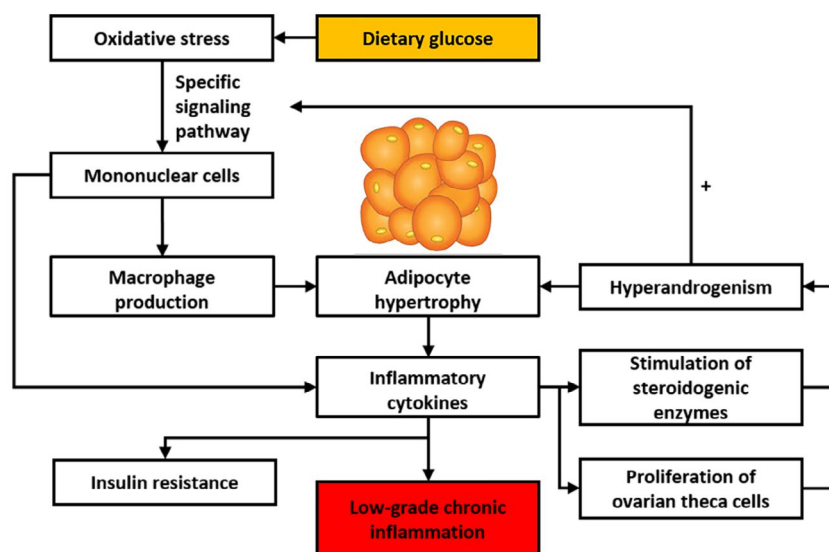 Oxidative stress
Dietary glucose
Specific
signaling
pathway
Mononuclear cells
+
Macrophage
production
Adipocyte
hypertrophy
Hyperandrogenism
Inflammatory
cytokines
Stimulation of
steroidogenic
enzymes
Insulin resistance
Low-grade chronic
inflammation
Proliferation of
ovarian theca cells